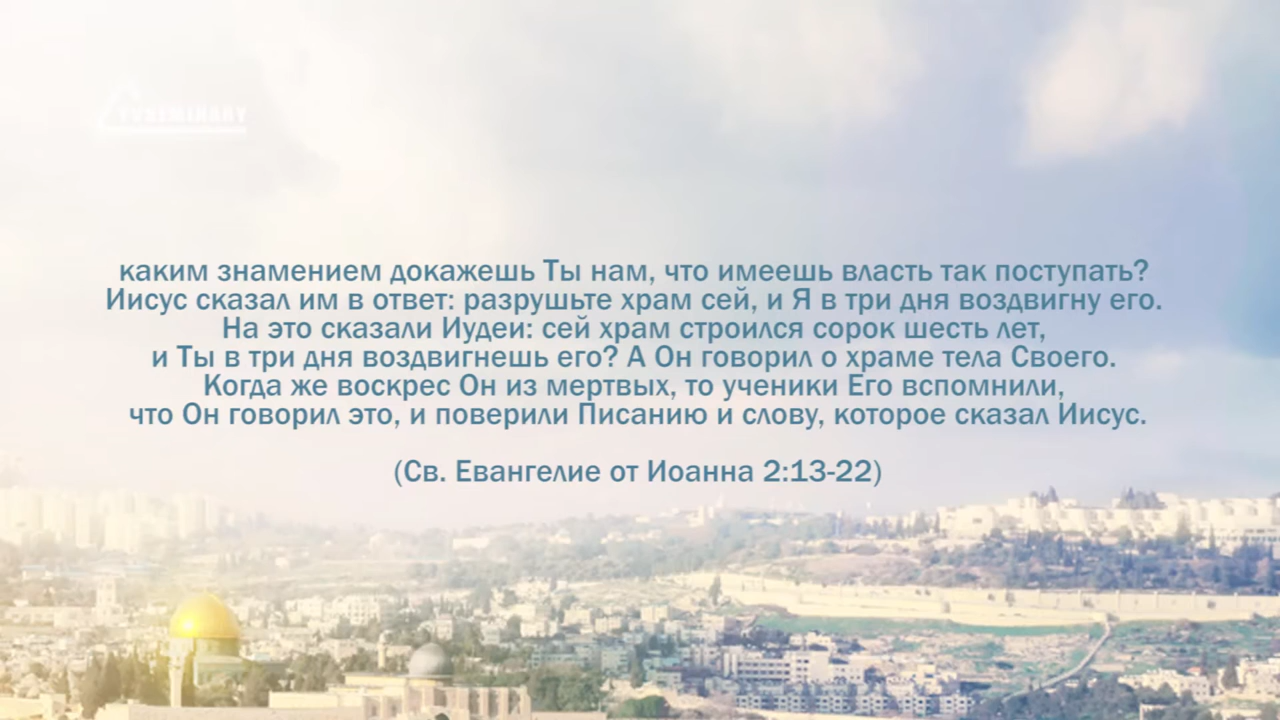 каким знамением докажешь Ты нам, что имеешь власть так поступать?
Иисус сказал им в ответ: разрушьте храм сей, и Я в три дня воздвигну его.
На это сказали Иудеи: сей храм строился сорок шесть лет,
и Ты в три дня воздвигнешь его? А Он говорил о храме тела Своего.
Когда же воскрес Он из мертвых, то ученики Его вспомнили,
что Он говорил это, и поверили Писанию и слову, которое сказал Иисус.
(Св. Евангелие от Иоанна 2:13-22)